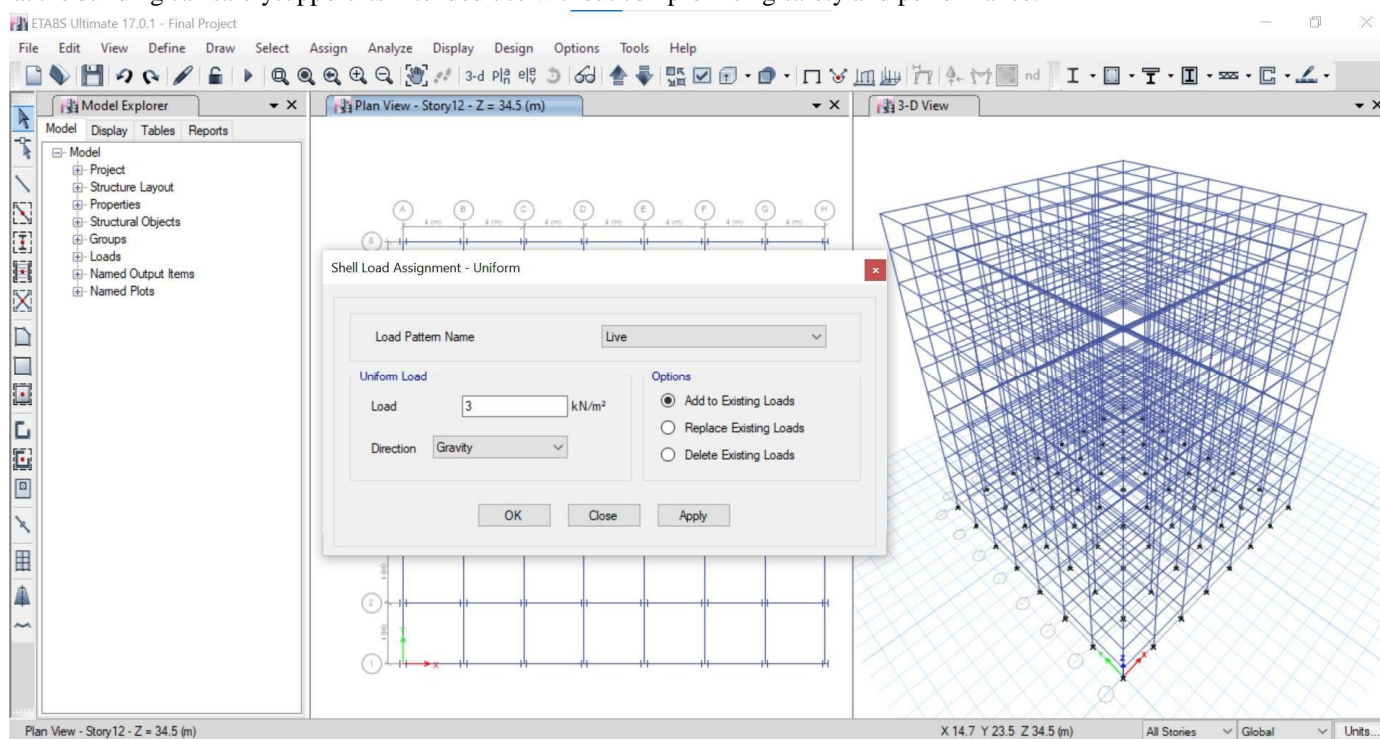 ETABS Ultimate 17.0.1 - Final Project
File Edit View Define Draw Select Assign Analyze Display Design Options Tools Help
3-d
nd
Model Explorer
Plan View - Story12 - Z = 34.5 (m)
3-D View
Model Display Tables Reports
Model
Project
Structure Layout
Properties
Structural Objects
Groups
Loads
Named Output Items
Named Plots
A B C D E F G H
4 (m) 4 (m) 4 (m) 4 (m) 4 (m) 4 (m) 4 (m)
Shell Load Assignment - Uniform
Load Pattern Name Live
Uniform Load
Load 3 kN/m²
Direction Gravity
Options
Add to Existing Loads
Replace Existing Loads
Delete Existing Loads
OK Close Apply
4 (m)
2
4 (m)
1
X
Plan View - Story12 - Z = 34.5 (m)
X 14.7 Y 23.5 Z 34.5 (m)
All Stories Global Units...